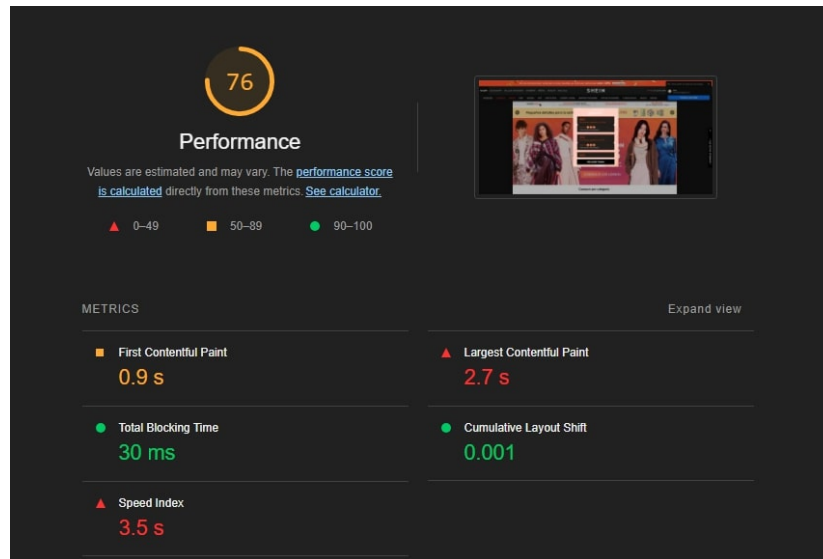 76
Performance
Values are estimated and may vary. The performance score
is calculated directly from these metrics. See calculator.
0–49
50–89
90–100
SHEIN
METRICS
Expand view
First Contentful Paint
0.9 s
Largest Contentful Paint
2.7 s
Total Blocking Time
30 ms
Cumulative Layout Shift
0.001
Speed Index
3.5 s